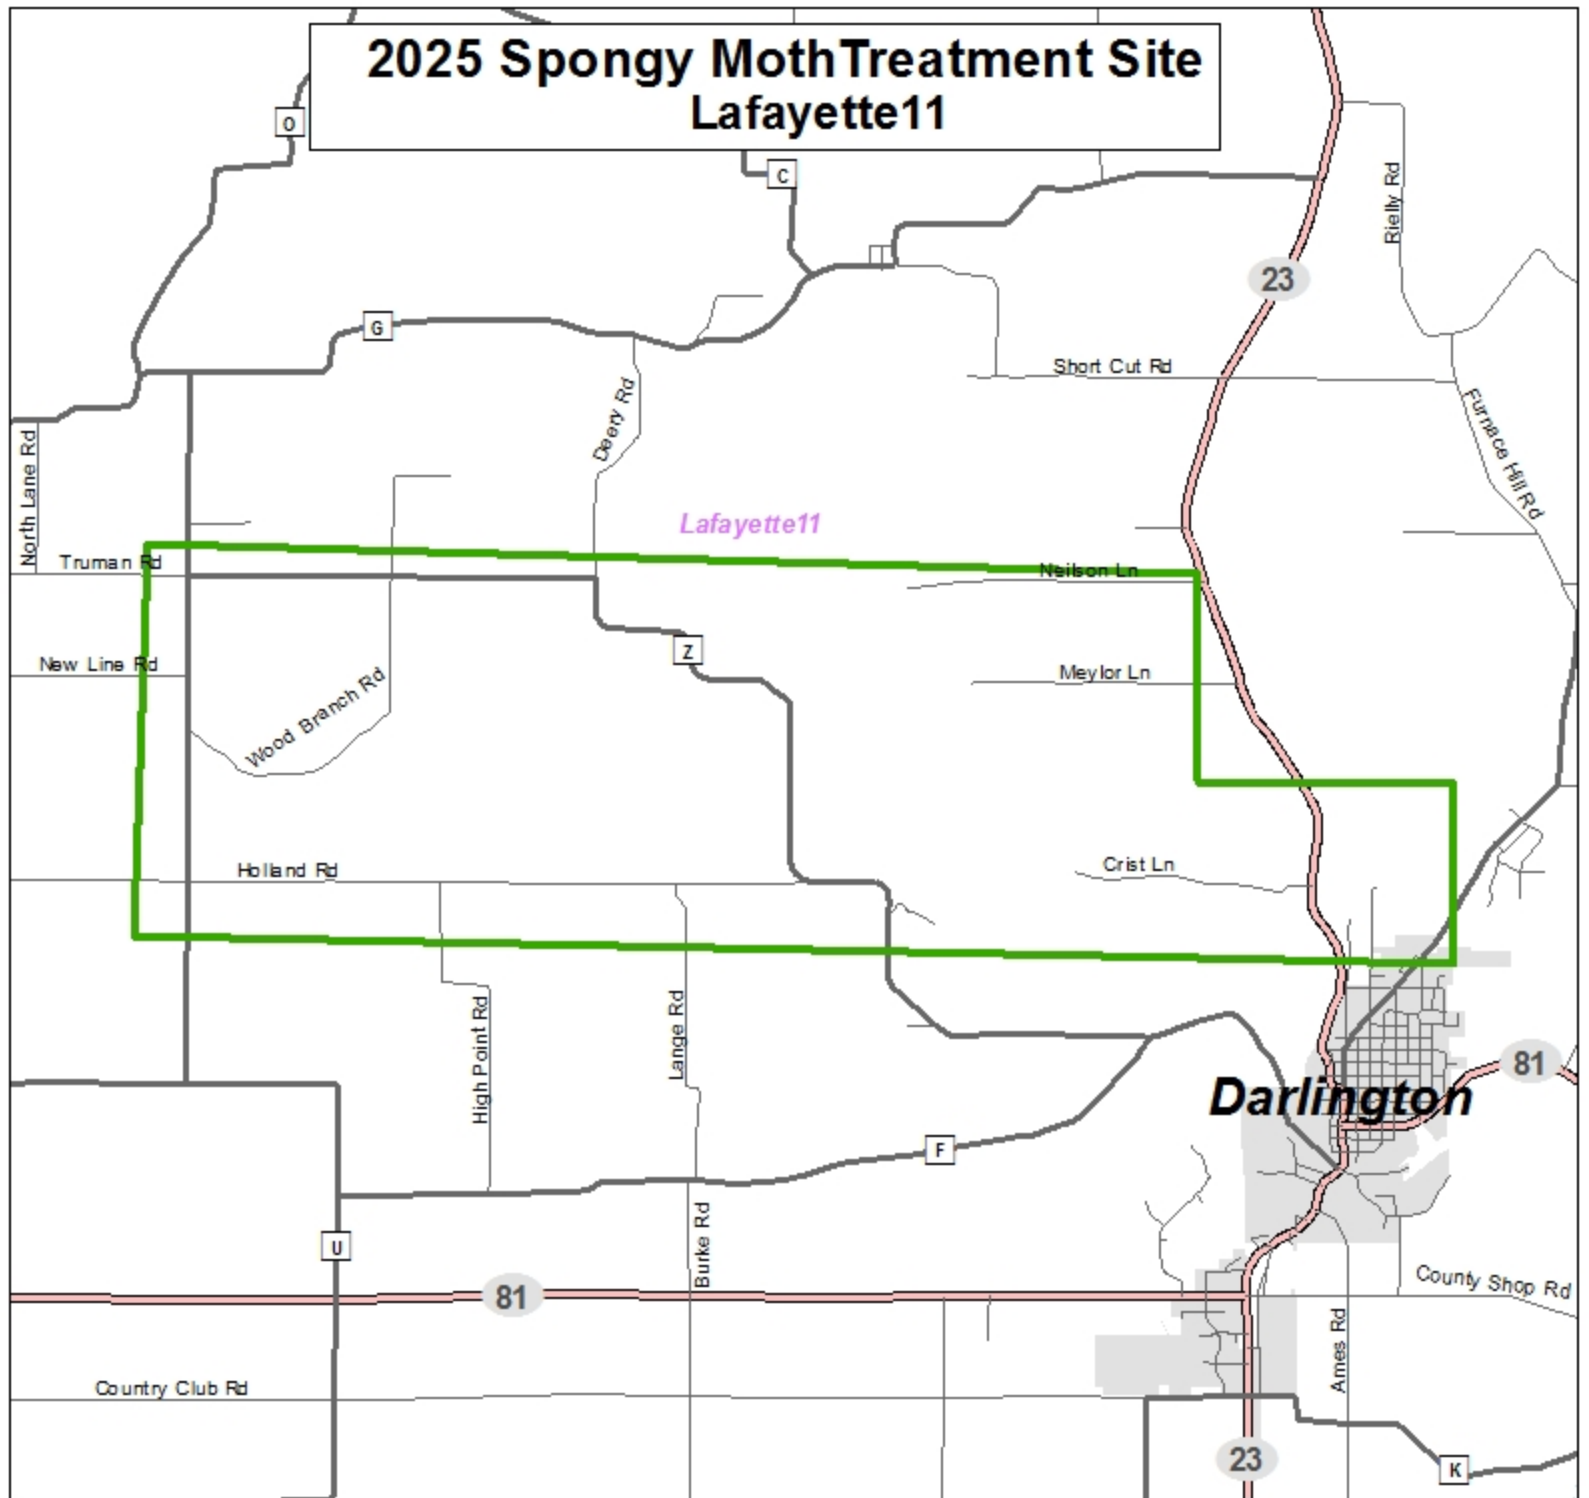 2025 Spongy MothTreatment Site
Lafayette11
O
C
Rielly Rd
23
G
Short Cut Rd
Deery Rd
Furnace Hill Rd
North Lane Rd
Lafayette11
Truman Rd
Neilson Ln
Z
New Line Rd
Meylor Ln
Wood Branch Rd
Holland Rd
Crist Ln
High Point Rd
Lange Rd
81
Darlington
F
U
Burke Rd
81
County Shop Rd
Ames Rd
Country Club Rd
23
K